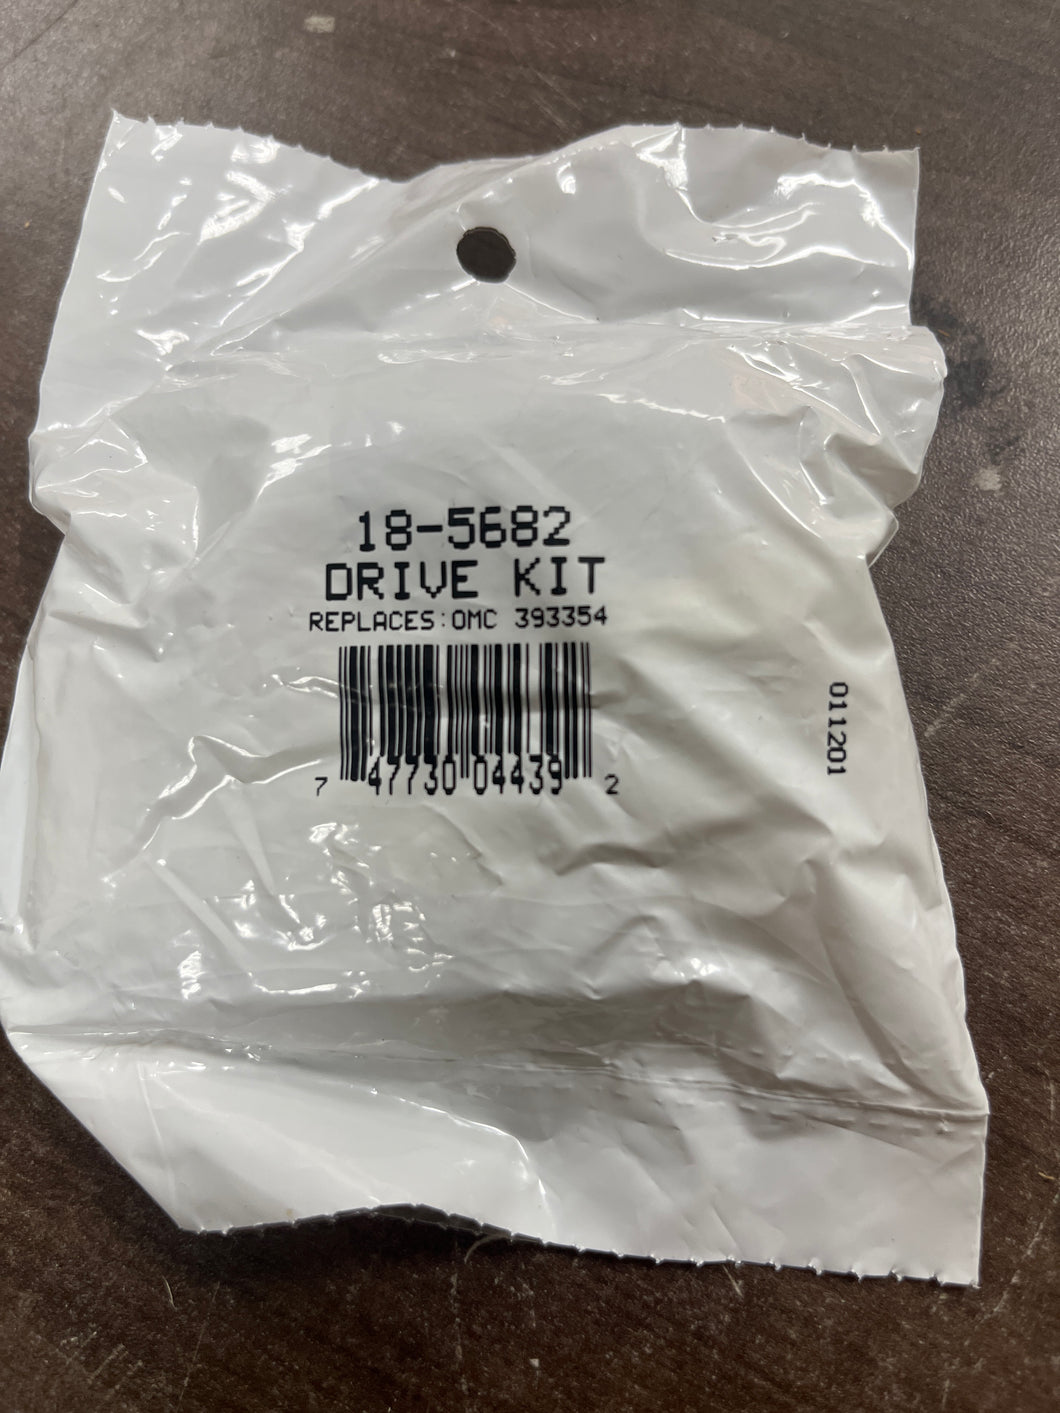 18-5682
DRIVE KIT
REPLACES:OMC 393354
7 47730 04439 2
011201